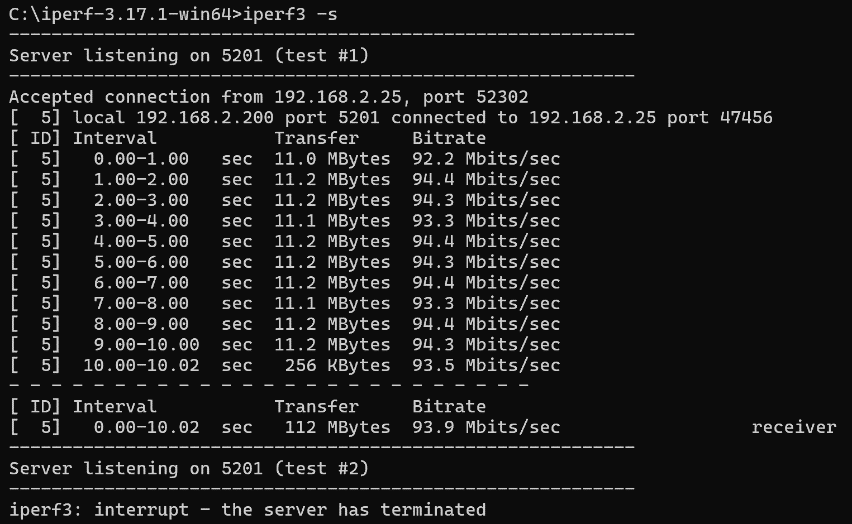 C:\iperf-3.17.1-win64>iperf3 -s
-----------------------------------------------------------
Server listening on 5201 (test #1)
-----------------------------------------------------------
Accepted connection from 192.168.2.25, port 52302
[  5] local 192.168.2.200 port 5201 connected to 192.168.2.25 port 47456
[ ID] Interval           Transfer     Bitrate
[  5]   0.00-1.00   sec  11.0 MBytes  92.2 Mbits/sec
[  5]   1.00-2.00   sec  11.2 MBytes  94.4 Mbits/sec
[  5]   2.00-3.00   sec  11.2 MBytes  94.3 Mbits/sec
[  5]   3.00-4.00   sec  11.1 MBytes  93.3 Mbits/sec
[  5]   4.00-5.00   sec  11.2 MBytes  94.4 Mbits/sec
[  5]   5.00-6.00   sec  11.2 MBytes  94.3 Mbits/sec
[  5]   6.00-7.00   sec  11.2 MBytes  94.4 Mbits/sec
[  5]   7.00-8.00   sec  11.1 MBytes  93.3 Mbits/sec
[  5]   8.00-9.00   sec  11.2 MBytes  94.4 Mbits/sec
[  5]   9.00-10.00  sec  11.2 MBytes  94.3 Mbits/sec
[  5]  10.00-10.02  sec   256 KBytes  93.5 Mbits/sec
- - - - - - - - - - - - - - - - - - - - - - - - -
[ ID] Interval           Transfer     Bitrate
[  5]   0.00-10.02  sec   112 MBytes  93.9 Mbits/sec                  receiver
-----------------------------------------------------------
Server listening on 5201 (test #2)
-----------------------------------------------------------
iperf3: interrupt - the server has terminated